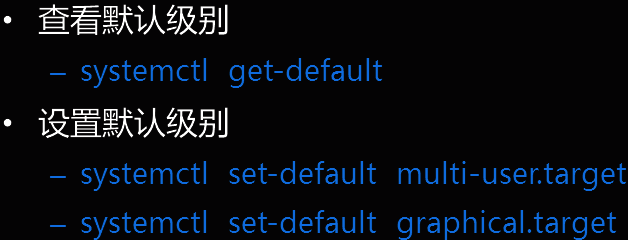 • 查看默认级别
– systemctl get-default
• 设置默认级别
– systemctl set-default multi-user.target
– systemctl set-default graphical.target